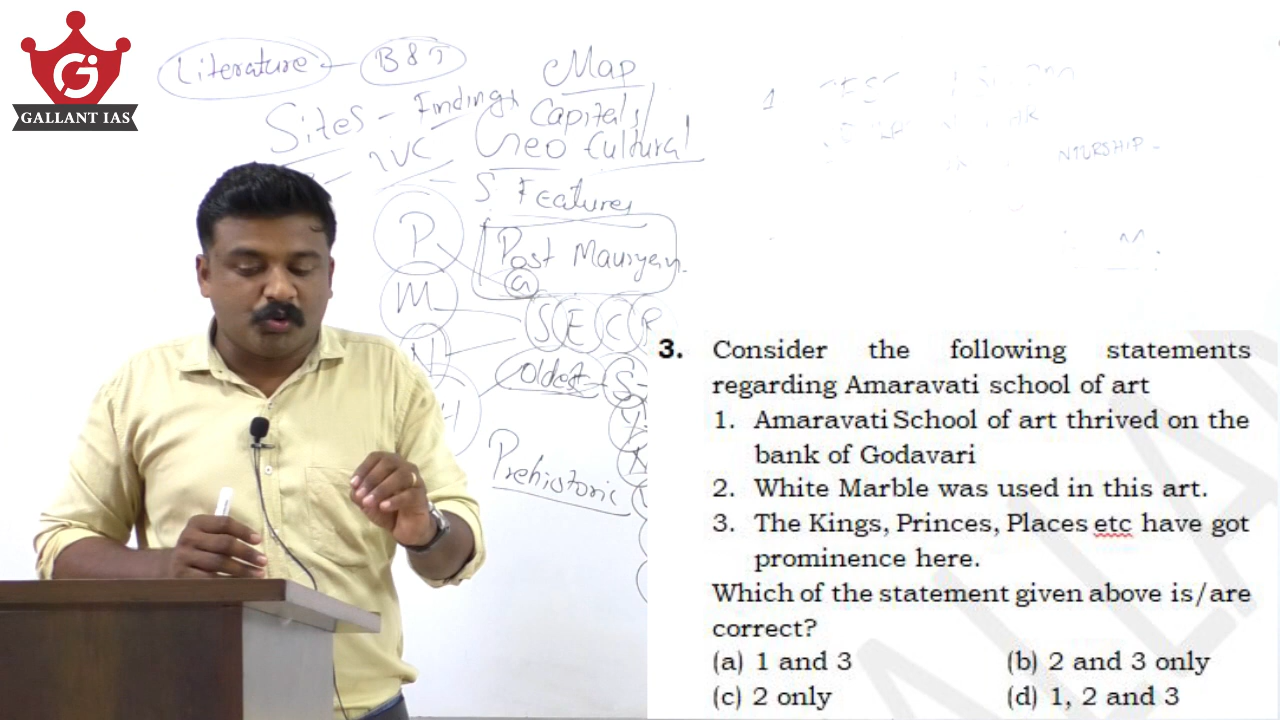 GALLANT IAS
Literature - B & J
Map
Sites - Findings
Capitals/
IVC
Geo Cultural
S Features
P
Post Mauryan
G
M
S E C R
N
Oldest - S
H
Prehistoric
1
NTURSHIP -
3. Consider the following statements
regarding Amaravati school of art
1. Amaravati School of art thrived on the
bank of Godavari
2. White Marble was used in this art.
3. The Kings, Princes, Places etc have got
prominence here.
Which of the statement given above is/are
correct?
(a) 1 and 3 (b) 2 and 3 only
(c) 2 only (d) 1, 2 and 3